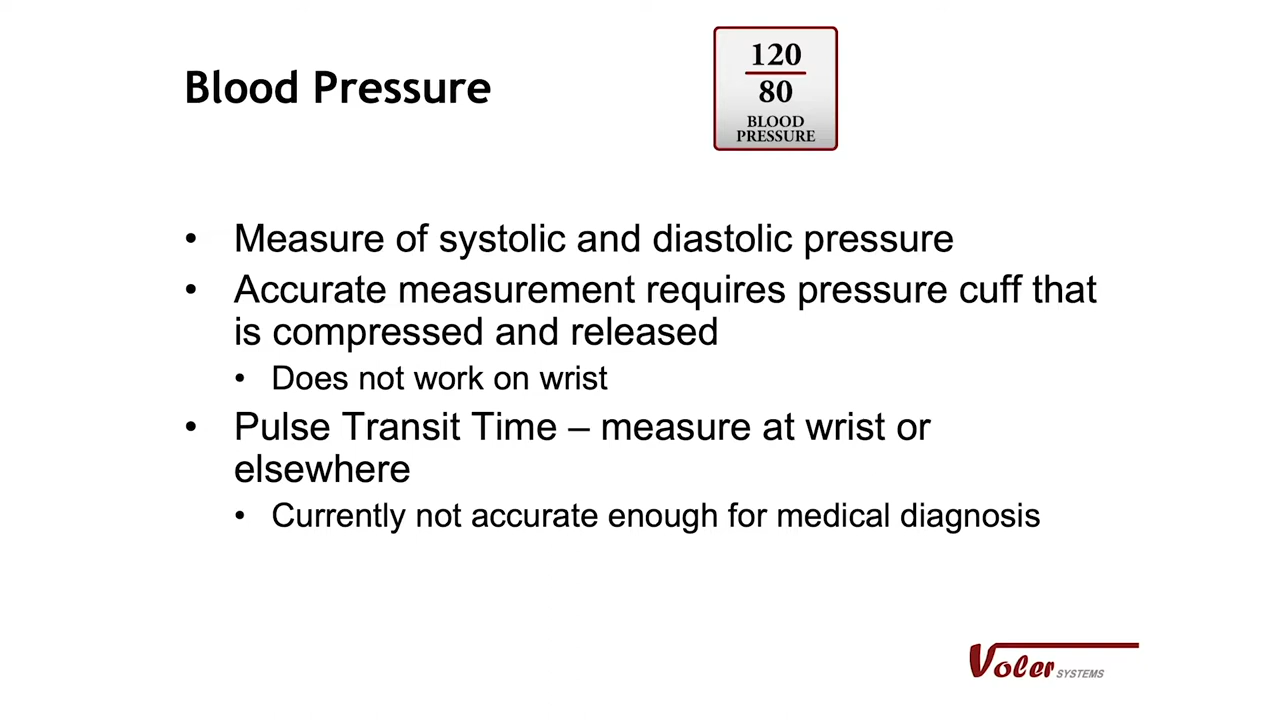 Blood Pressure
120
80
BLOOD
PRESSURE
• Measure of systolic and diastolic pressure
• Accurate measurement requires pressure cuff that
is compressed and released
• Does not work on wrist
• Pulse Transit Time – measure at wrist or
elsewhere
• Currently not accurate enough for medical diagnosis
Voler SYSTEMS